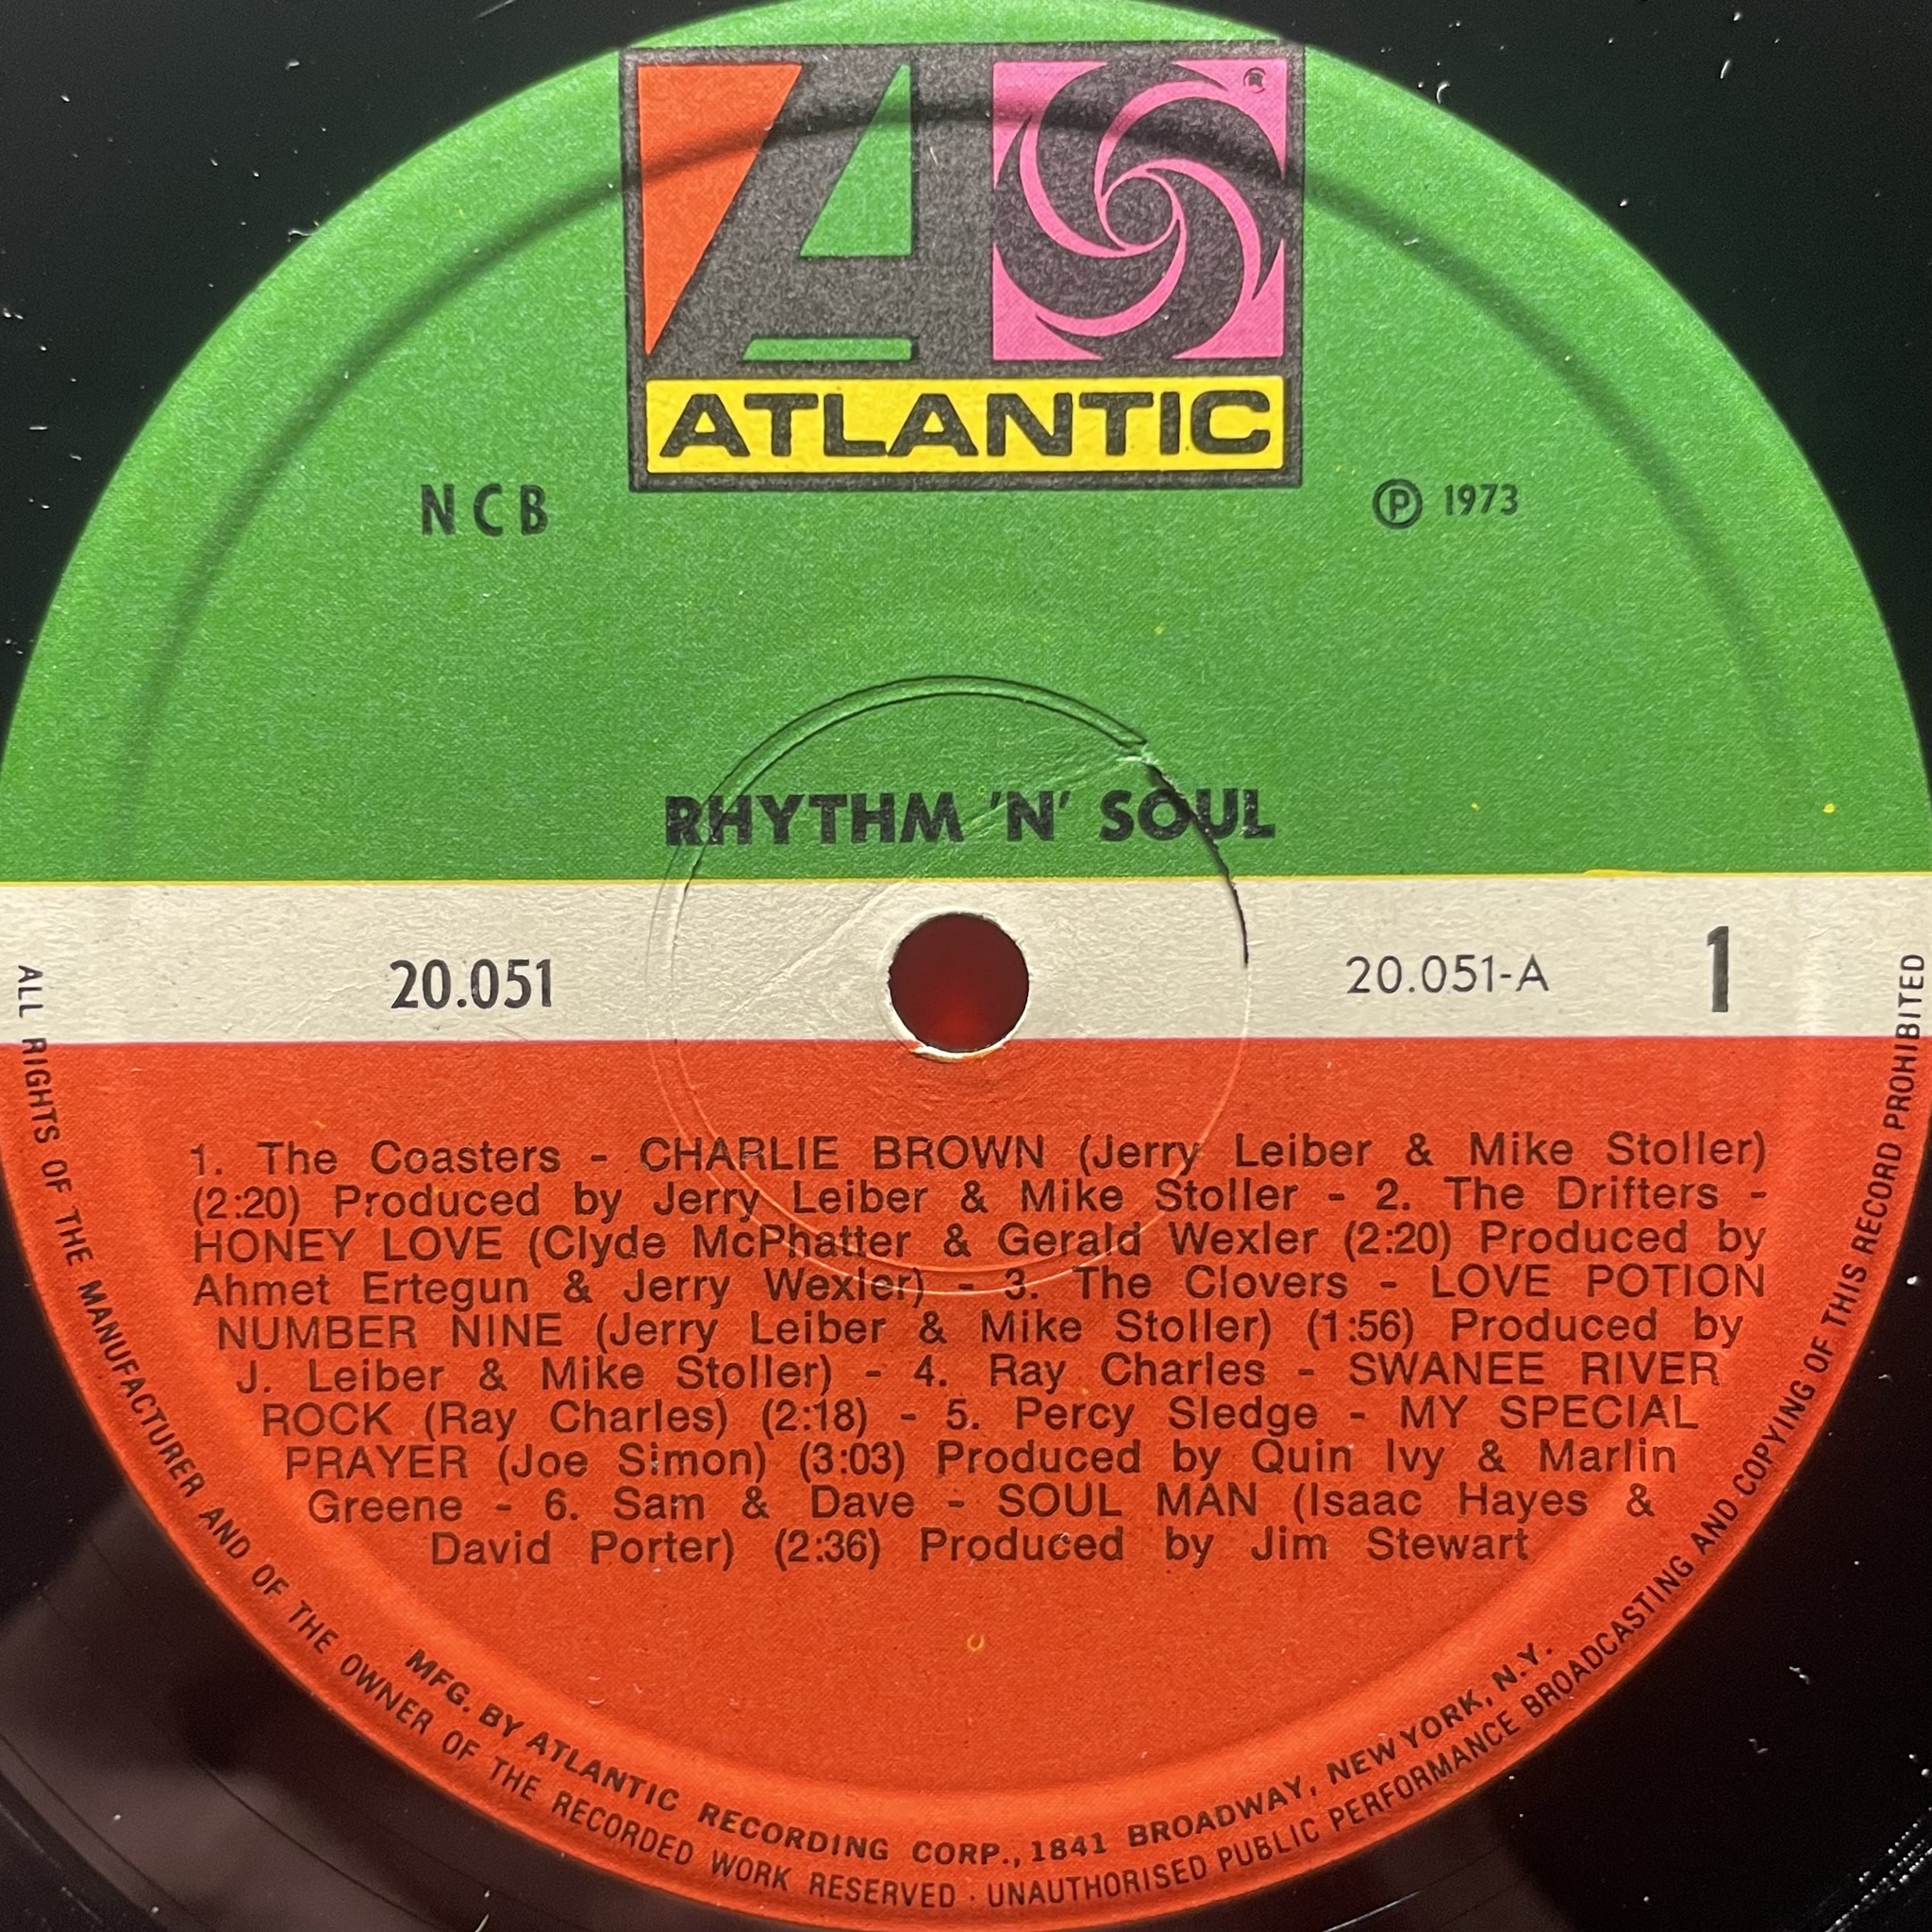 ®
ATLANTIC
NCB
Ⓟ 1973
RHYTHM 'N' SOUL
20.051
20.051-A
1
1. The Coasters - CHARLIE BROWN (Jerry Leiber & Mike Stoller)
(2:20) Produced by Jerry Leiber & Mike Stoller - 2. The Drifters -
HONEY LOVE (Clyde McPhatter & Gerald Wexler (2:20) Produced by
Ahmet Ertegun & Jerry Wexler) - 3. The Clovers - LOVE POTION
NUMBER NINE (Jerry Leiber & Mike Stoller) (1:56) Produced by
J. Leiber & Mike Stoller) - 4. Ray Charles - SWANEE RIVER
ROCK (Ray Charles) (2:18) - 5. Percy Sledge - MY SPECIAL
PRAYER (Joe Simon) (3:03) Produced by Quin Ivy & Marlin
Greene - 6. Sam & Dave - SOUL MAN (Isaac Hayes &
David Porter) (2:36) Produced by Jim Stewart
MFG. BY ATLANTIC RECORDING CORP., 1841 BROADWAY, NEW YORK, N.Y.
ALL RIGHTS OF THE MANUFACTURER AND OF THE OWNER OF THE RECORDED WORK RESERVED · UNAUTHORISED PUBLIC PERFORMANCE BROADCASTING AND COPYING OF THIS RECORD PROHIBITED